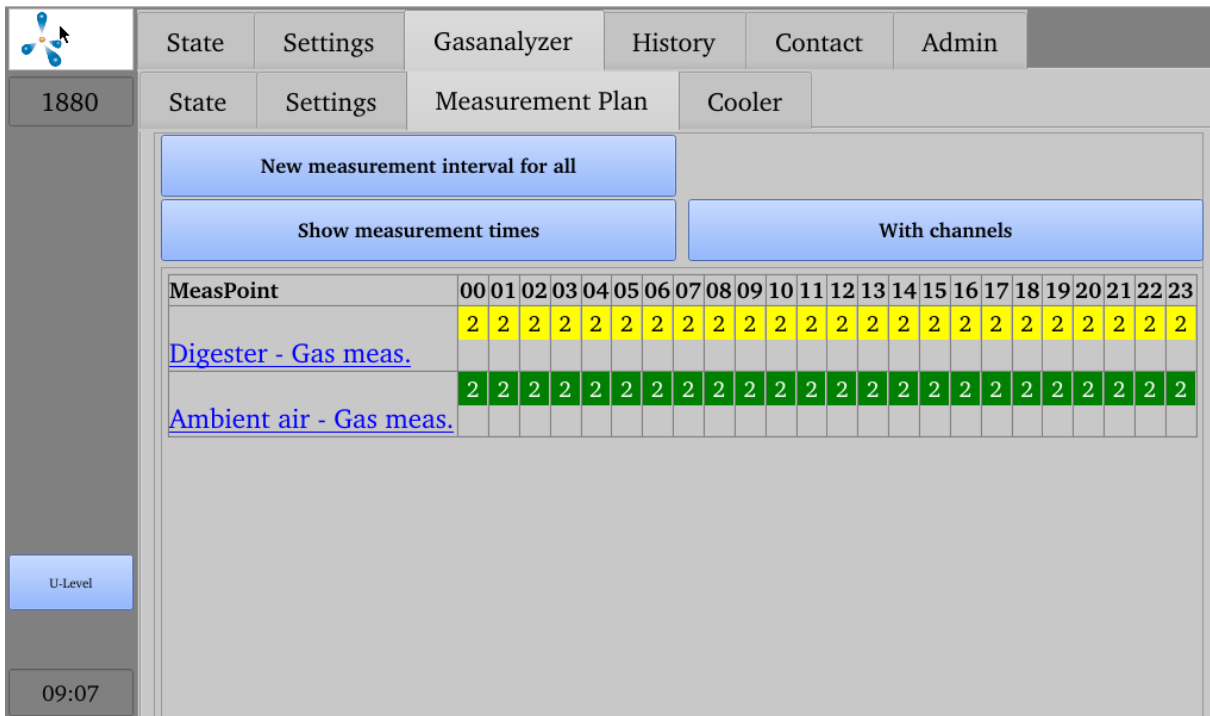 State Settings Gasanalyzer History Contact Admin
1880 State Settings Measurement Plan Cooler
New measurement interval for all
Show measurement times With channels
MeasPoint 00 01 02 03 04 05 06 07 08 09 10 11 12 13 14 15 16 17 18 19 20 21 22 23
2 2 2 2 2 2 2 2 2 2 2 2 2 2 2 2 2 2 2 2 2 2 2 2
Digester - Gas meas.
2 2 2 2 2 2 2 2 2 2 2 2 2 2 2 2 2 2 2 2 2 2 2 2
Ambient air - Gas meas.
U-Level
09:07